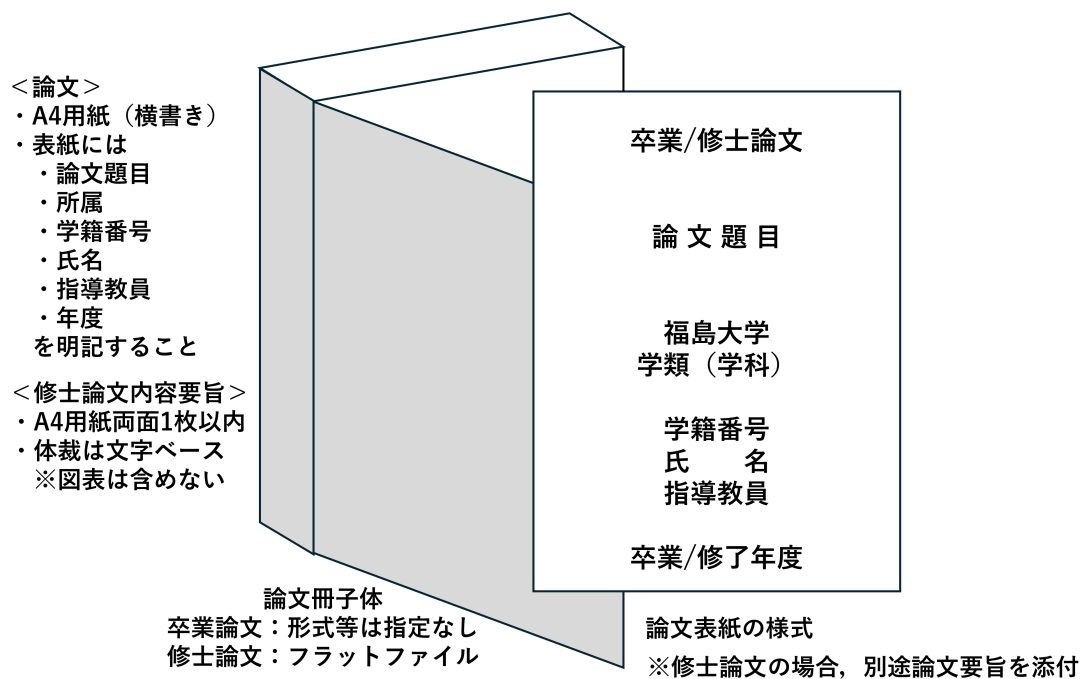 ＜論文＞
・A4用紙（横書き）
・表紙には
・論文題目
・所属
・学籍番号
・氏名
・指導教員
・年度
を明記すること
＜修士論文内容要旨＞
・A4用紙両面1枚以内
・体裁は文字ベース
※図表は含めない
卒業/修士論文
論 文 題 目
福島大学
学類（学科）
学籍番号
氏　　名
指導教員
卒業/修了年度
論文冊子体
卒業論文：形式等は指定なし
修士論文：フラットファイル
論文表紙の様式
※修士論文の場合，別途論文要旨を添付